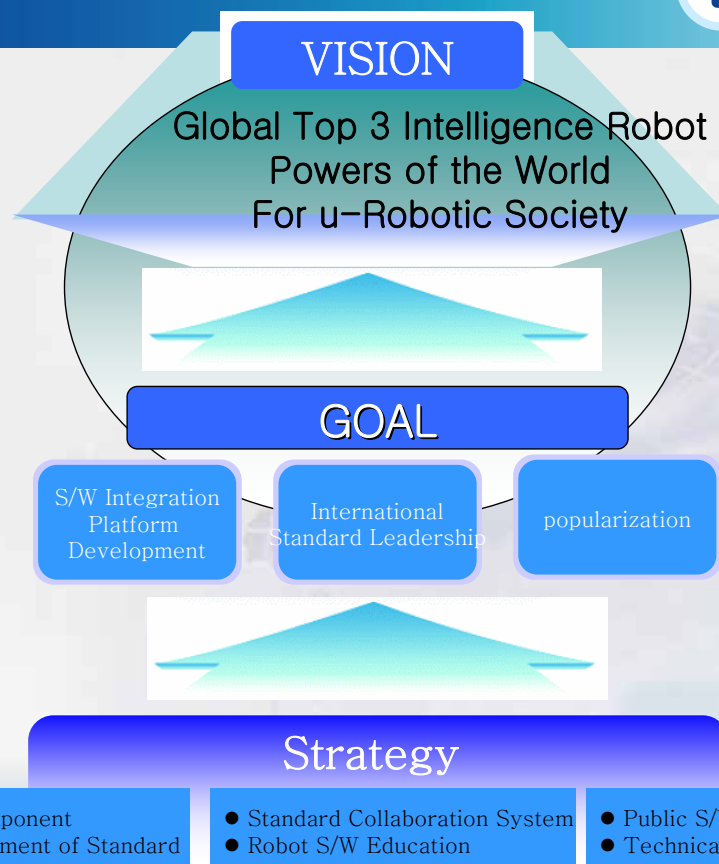 VISION
Global Top 3 Intelligence Robot
Powers of the World
For u-Robotic Society
GOAL
S/W Integration
Platform
Development
International
Standard Leadership
popularization
Strategy
ponent
ment of Standard
● Standard Collaboration System
● Robot S/W Education
● Public S/
● Technica